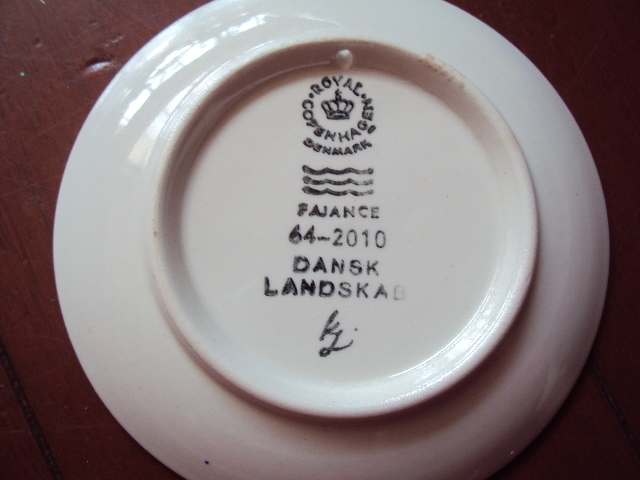 ROYAL COPENHAGEN
DENMARK
FAJANCE
64-2010
DANSK
LANDSKAB